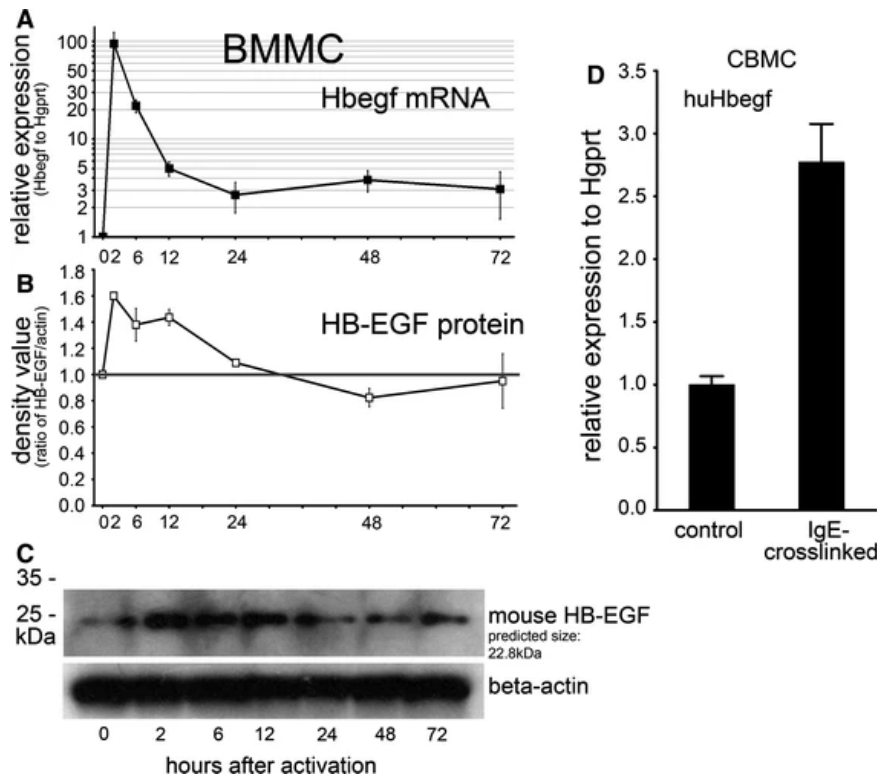 A
BMMC
Hbegf mRNA
relative expression
(Hbegf to Hgprt)
100
50
30
20
10
5
3
2
1
0 2 6 12 24 48 72
B
HB-EGF protein
density value
(ratio of HB-EGF/actin)
1.8
1.6
1.4
1.2
1.0
0.8
0.6
0.4
0.2
0.0
0 2 6 12 24 48 72
C
35 -
25 -
kDa
mouse HB-EGF
predicted size:
22.8kDa
beta-actin
0 2 6 12 24 48 72
hours after activation
D
CBMC
huHbegf
relative expression to Hgprt
3.5
3.0
2.5
2.0
1.5
1.0
0.5
0.0
control
IgE-
crosslinked